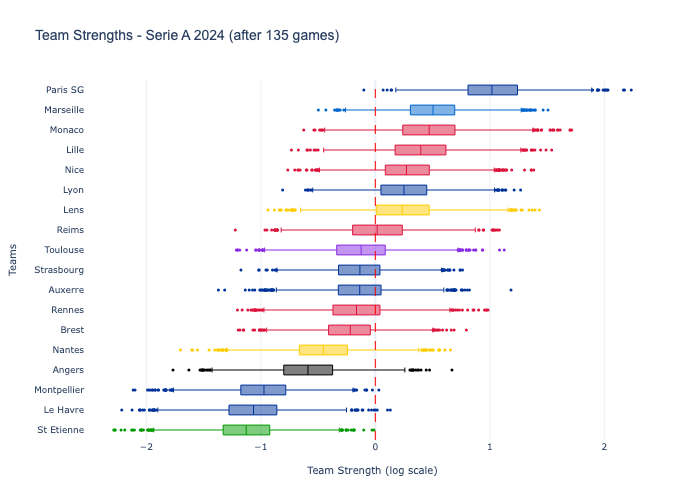 Team Strengths - Serie A 2024 (after 135 games)
Paris SG
Marseille
Monaco
Lille
Nice
Lyon
Lens
Reims
Toulouse
Strasbourg
Auxerre
Rennes
Brest
Nantes
Angers
Montpellier
Le Havre
St Etienne
Teams
−2 −1 0 1 2
Team Strength (log scale)